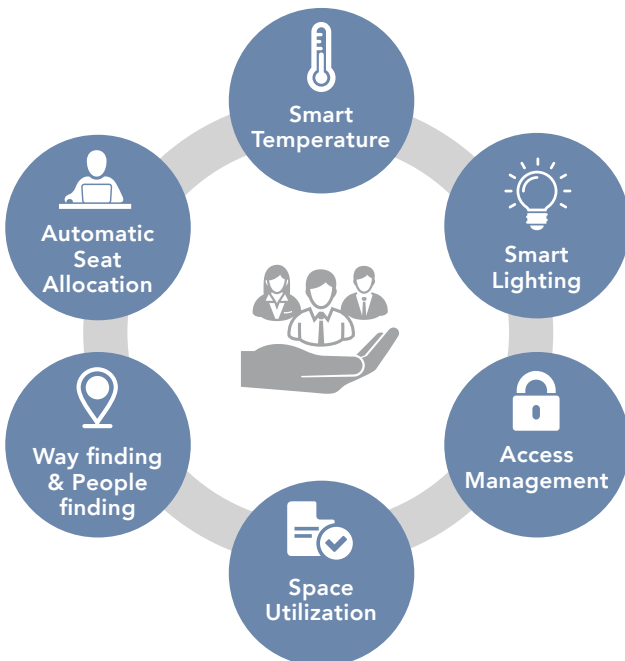 Smart
Temperature
Smart
Lighting
Access
Management
Space
Utilization
Way finding
& People
finding
Automatic
Seat
Allocation